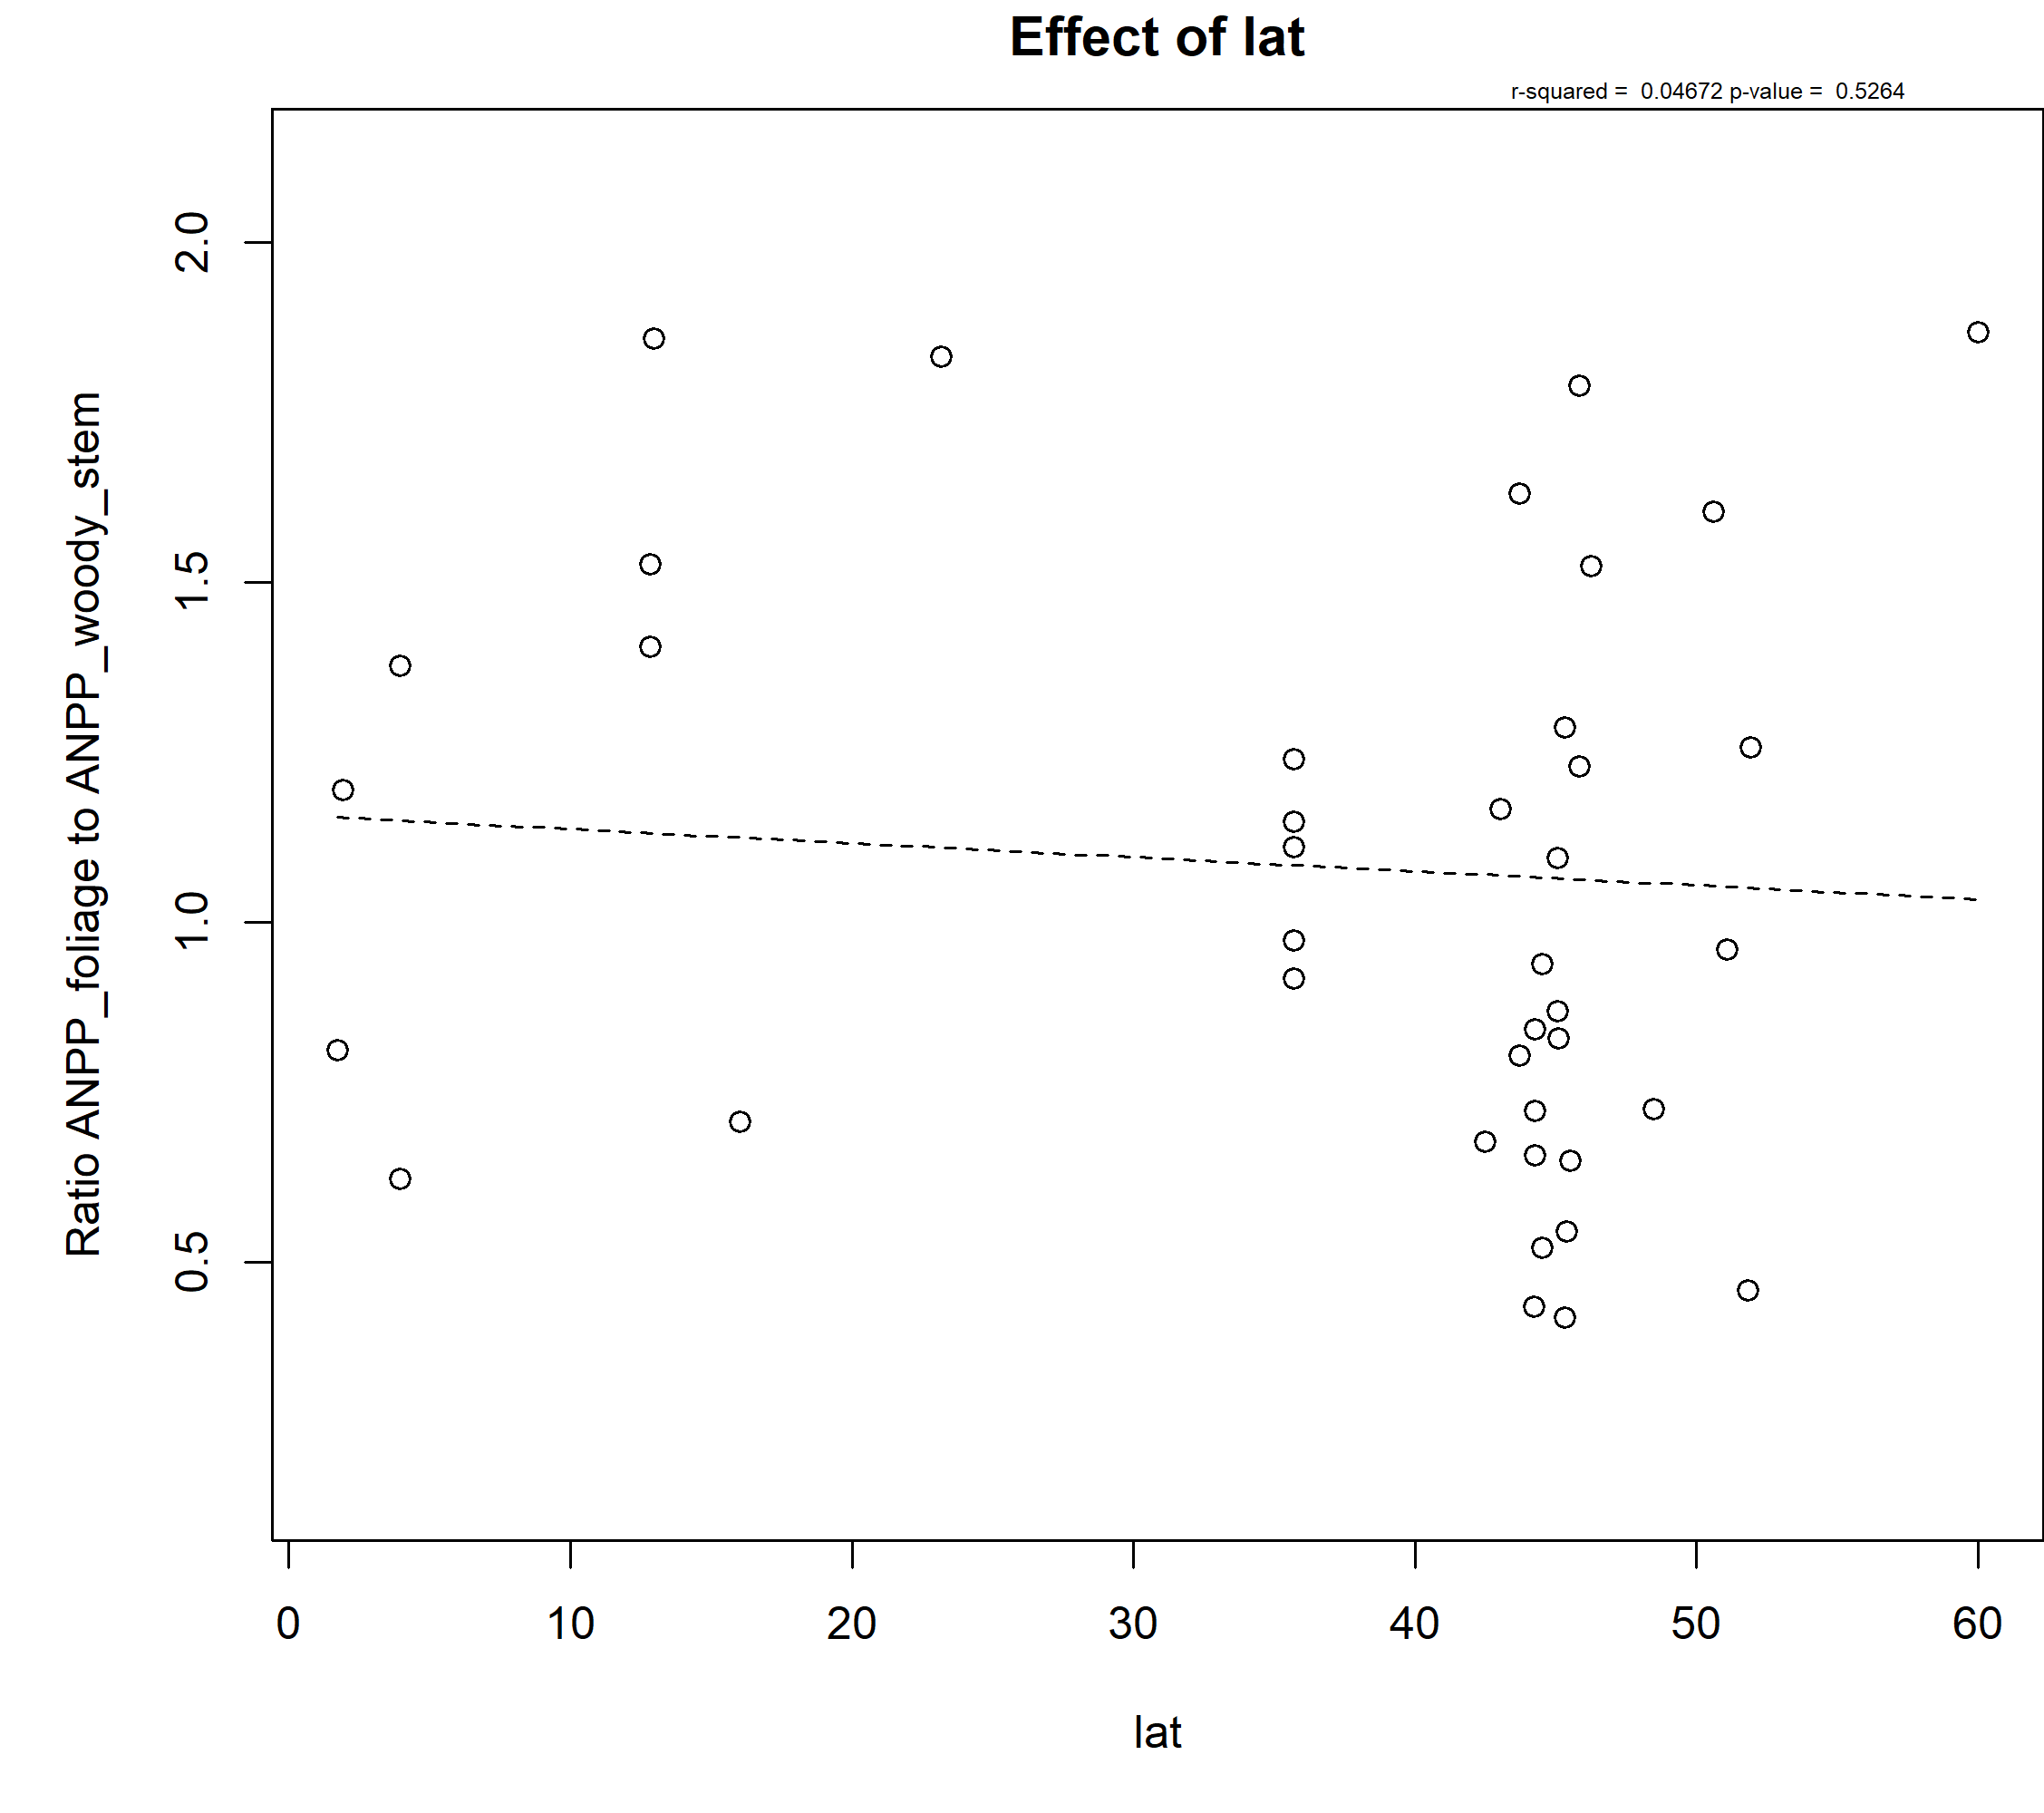 Effect of lat
r-squared =  0.04672 p-value =  0.5264
Ratio ANPP_foliage to ANPP_woody_stem
2.0
1.5
1.0
0.5
0 10 20 30 40 50 60
lat